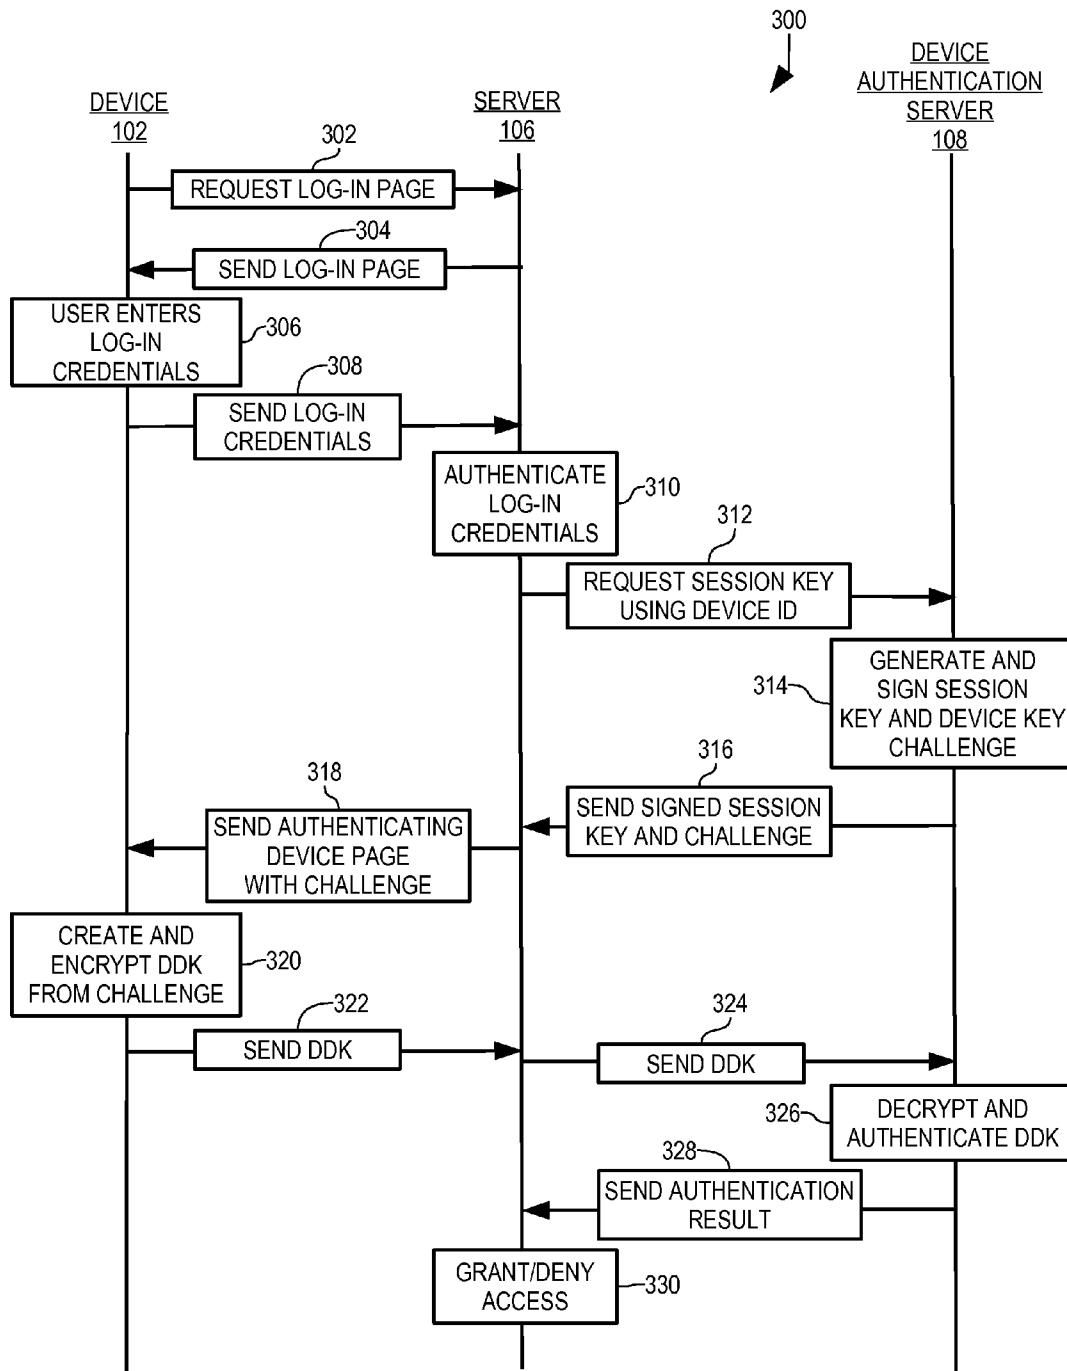 300
DEVICE
102
SERVER
106
DEVICE
AUTHENTICATION
SERVER
108
302
REQUEST LOG-IN PAGE
304
SEND LOG-IN PAGE
USER ENTERS
LOG-IN
CREDENTIALS
306
308
SEND LOG-IN
CREDENTIALS
AUTHENTICATE
LOG-IN
CREDENTIALS
310
312
REQUEST SESSION KEY
USING DEVICE ID
GENERATE AND
SIGN SESSION
KEY AND DEVICE KEY
CHALLENGE
314
316
SEND SIGNED SESSION
KEY AND CHALLENGE
318
SEND AUTHENTICATING
DEVICE PAGE
WITH CHALLENGE
CREATE AND
ENCRYPT DDK
FROM CHALLENGE
320
322
SEND DDK
324
SEND DDK
326
DECRYPT AND
AUTHENTICATE DDK
328
SEND AUTHENTICATION
RESULT
GRANT/DENY
ACCESS
330